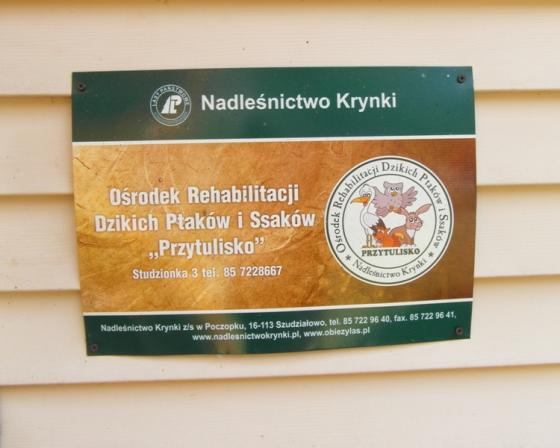 LASY PAŃSTWOWE
Nadleśnictwo Krynki
Ośrodek Rehabilitacji
Dzikich Ptaków i Ssaków
„Przytulisko”
Studzionka 3 tel. 85 7228667
Ośrodek Rehabilitacji Dzikich Ptaków i Ssaków
PRZYTULISKO
★ Nadleśnictwo Krynki ★
Nadleśnictwo Krynki z/s w Poczopku, 16-113 Szudziałowo, tel. 85 722 96 40, fax. 85 722 96 41,
www.nadlesnictwokrynki.pl, www.obiezylas.pl